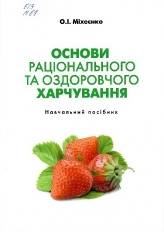 О.І. Міхеєнко
ОСНОВИ
РАЦІОНАЛЬНОГО
ТА ОЗДОРОВЧОГО
ХАРЧУВАННЯ
Навчальний посібник